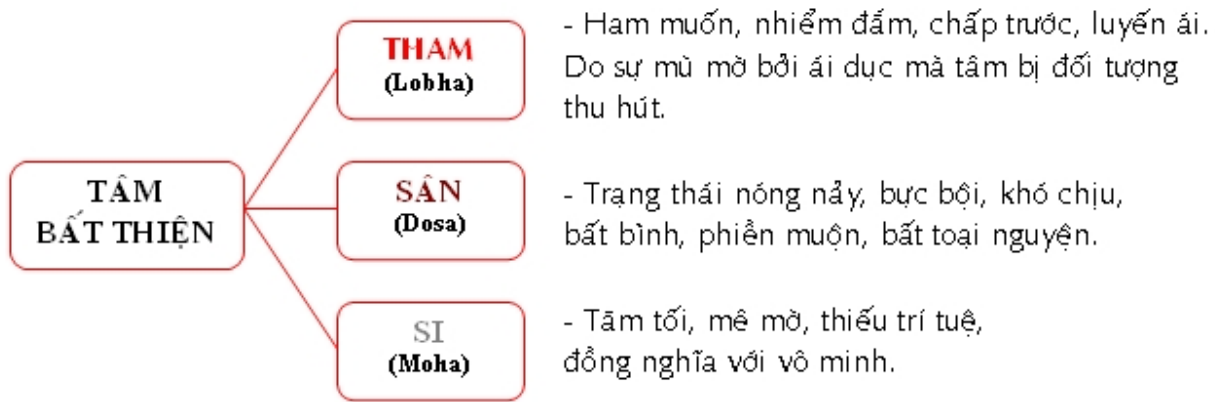 TÂM
BẤT THIỆN
THAM
(Lobha)
- Ham muốn, nhiễm đắm, chấp trước, luyến ái.
Do sự mù mờ bởi ái dục mà tâm bị đối tượng
thu hút.
SÂN
(Dosa)
- Trạng thái nóng nảy, bực bội, khó chịu,
bất bình, phiền muộn, bất toại nguyện.
SI
(Moha)
- Tăm tối, mê mờ, thiếu trí tuệ,
đồng nghĩa với vô minh.